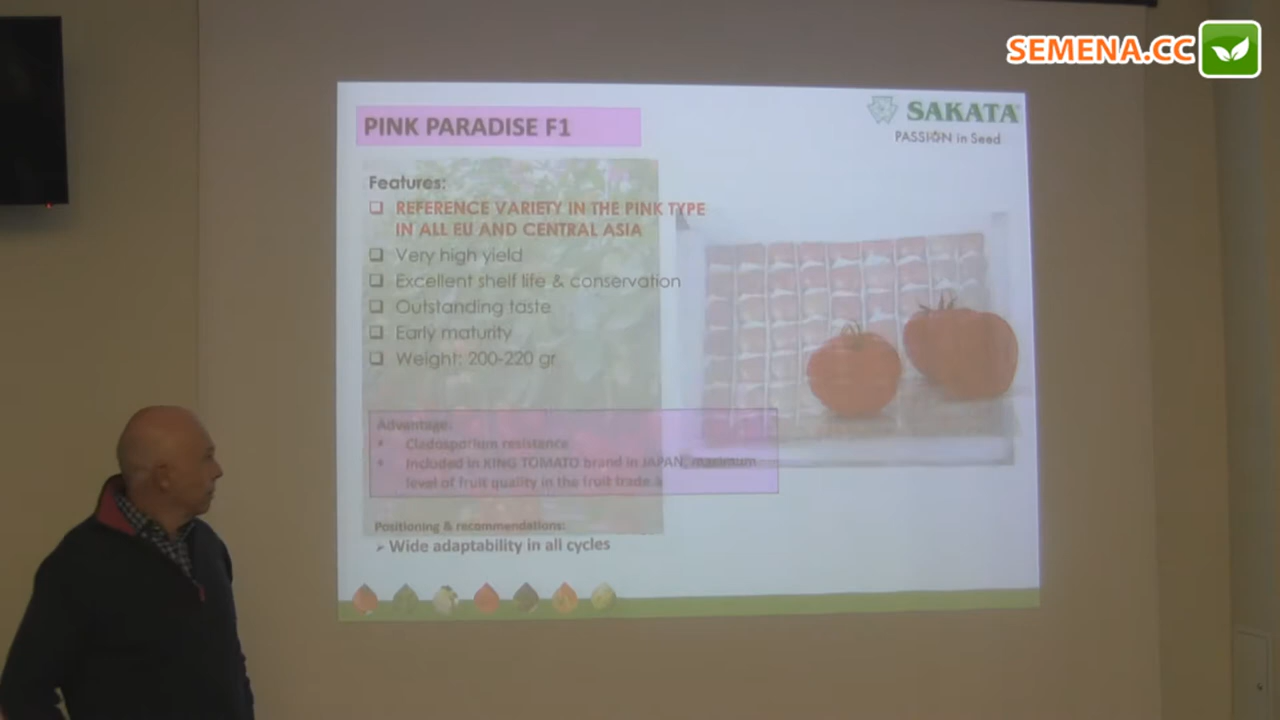 SEMENA.CC
SAKATA
PASSION in Seed
PINK PARADISE F1
Features:
REFERENCE VARIETY IN THE PINK TYPE
IN ALL EU AND CENTRAL ASIA
Very high yield
Excellent shelf life & conservation
Outstanding taste
Early maturity
Weight: 200-220 gr
Advantage:
• Cladosporium resistance
• Included in KING TOMATO brand in JAPAN, maximum
level of fruit quality in the fruit trade
Positioning & recommendations:
➢ Wide adaptability in all cycles